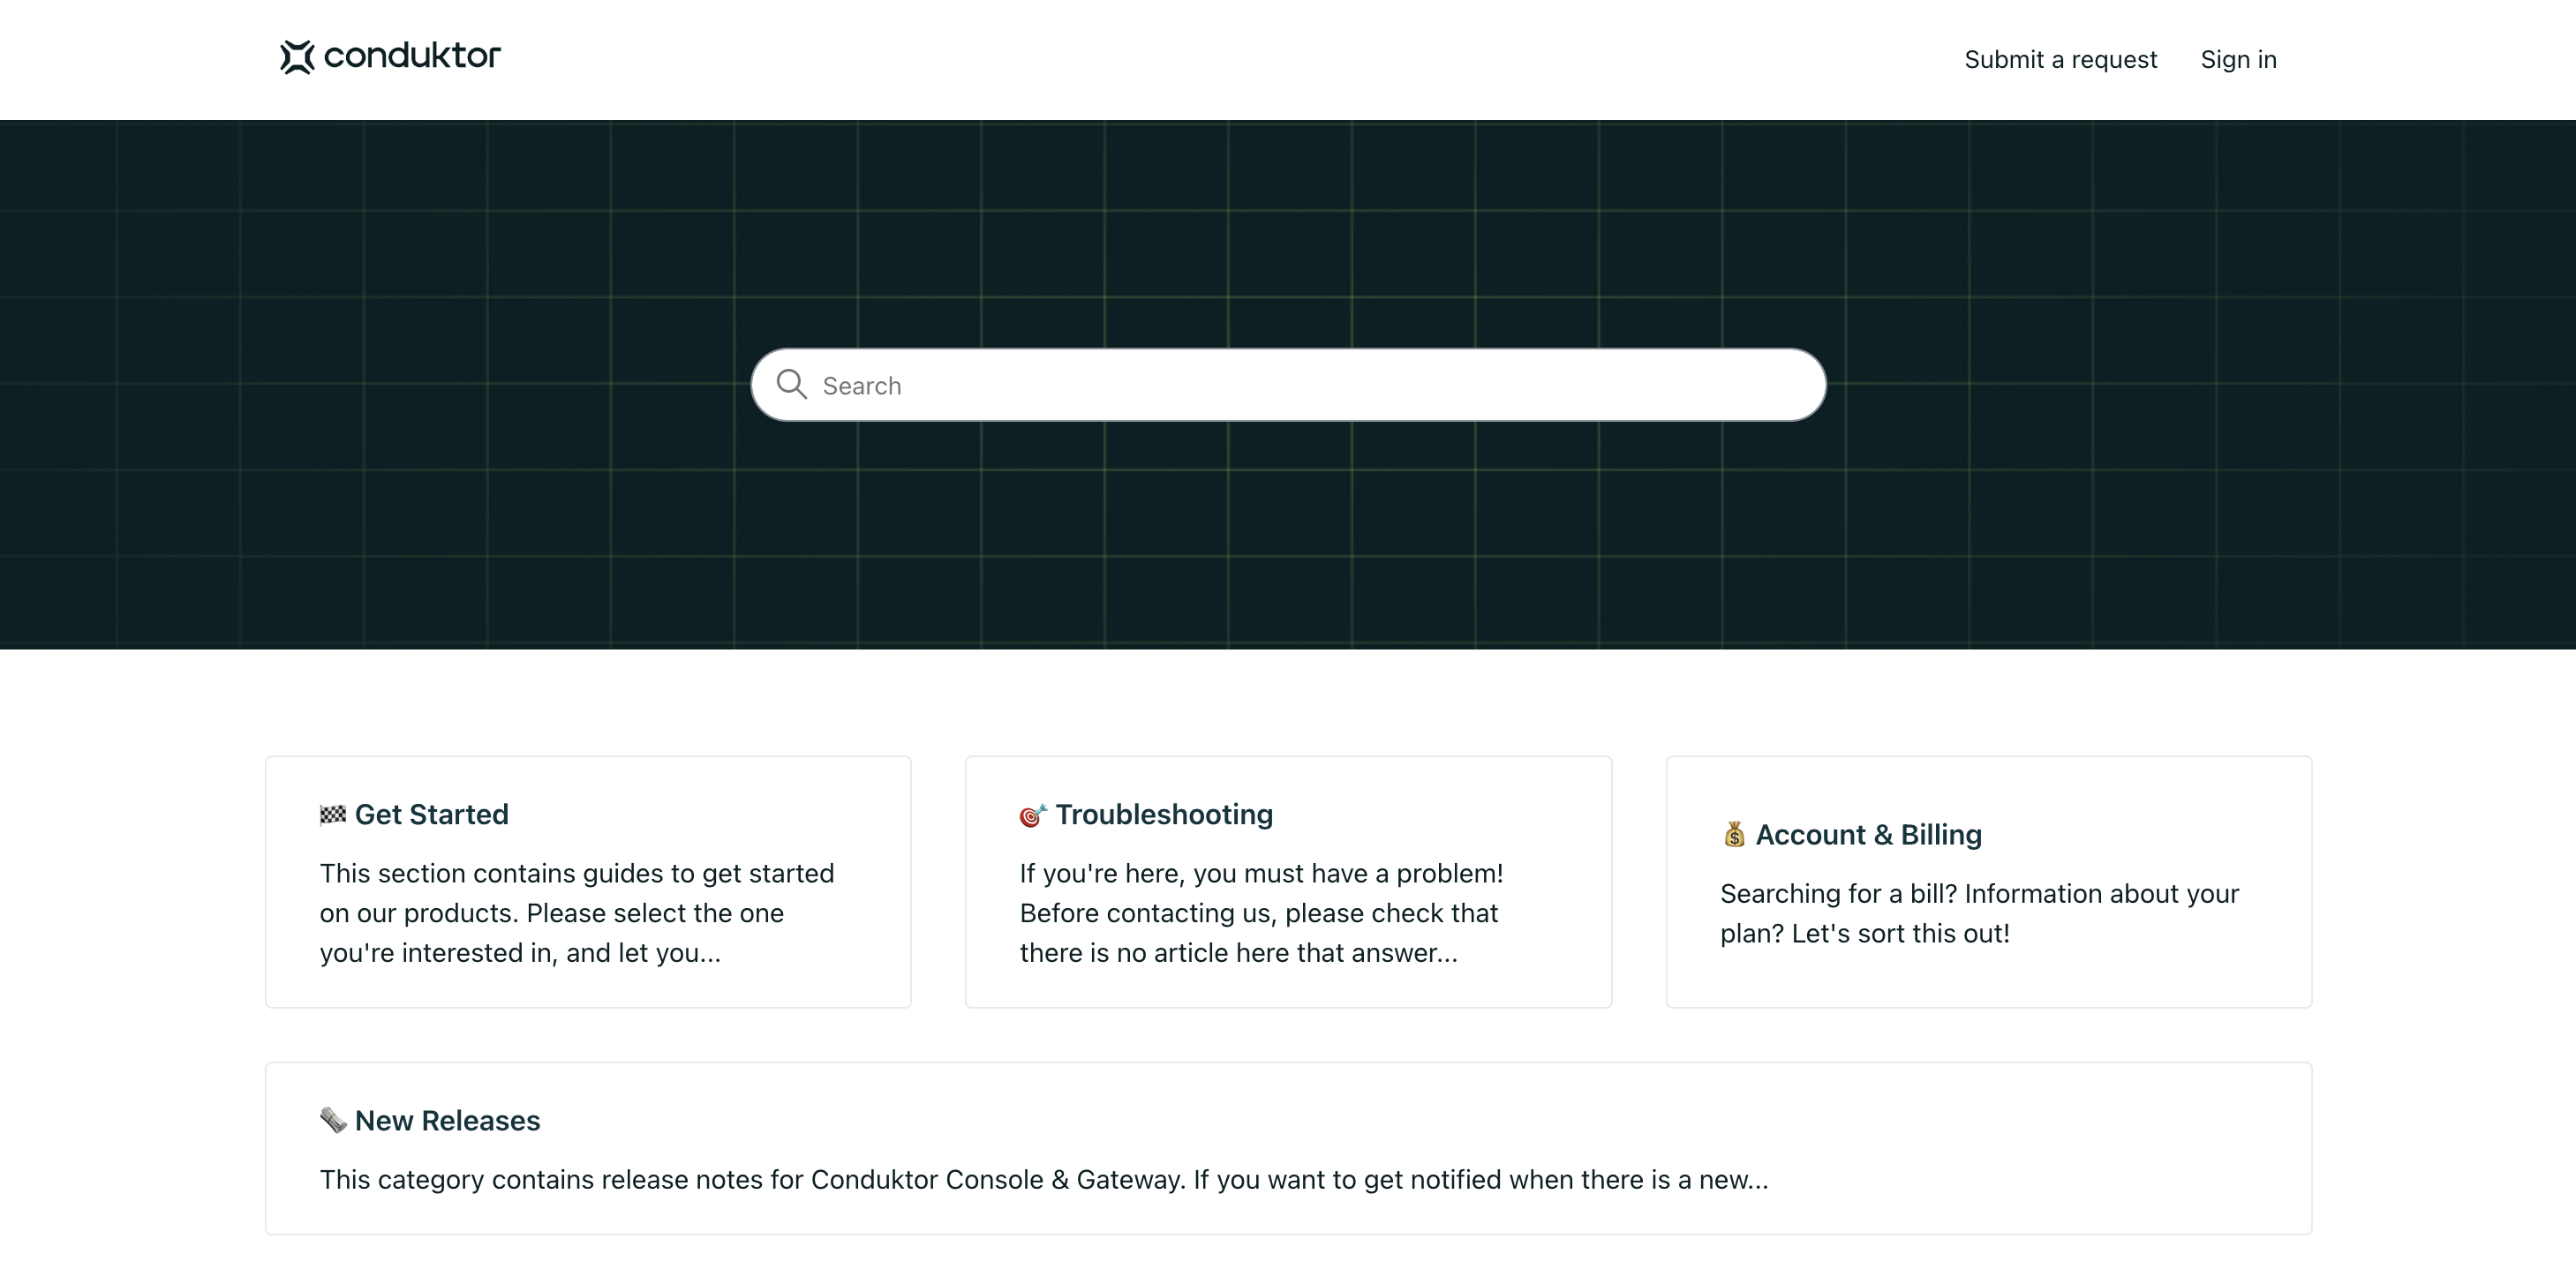 conduktor
Submit a request
Sign in
Search
🏁 Get Started
This section contains guides to get started
on our products. Please select the one
you're interested in, and let you...
🎯 Troubleshooting
If you're here, you must have a problem!
Before contacting us, please check that
there is no article here that answer...
💰 Account & Billing
Searching for a bill? Information about your
plan? Let's sort this out!
🗞️ New Releases
This category contains release notes for Conduktor Console & Gateway. If you want to get notified when there is a new...